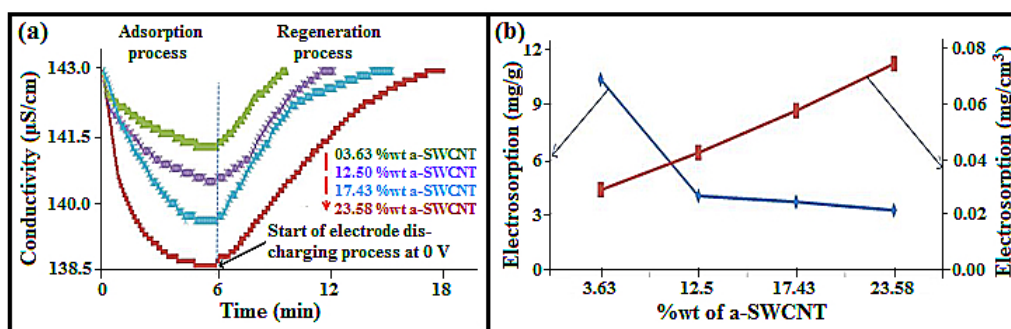 (a)
Adsorption
process
Regeneration
process
143.0
141.5
140.0
138.5
Conductivity (µS/cm)
03.63 %wt a-SWCNT
12.50 %wt a-SWCNT
17.43 %wt a-SWCNT
23.58 %wt a-SWCNT
Start of electrode dis-
charging process at 0 V
0 6 12 18
Time (min)
(b)
12
9
6
3
0
Electrosorption (mg/g)
0.08
0.06
0.04
0.02
0.00
Electrosorption (mg/cm³)
3.63 12.5 17.43 23.58
%wt of a-SWCNT